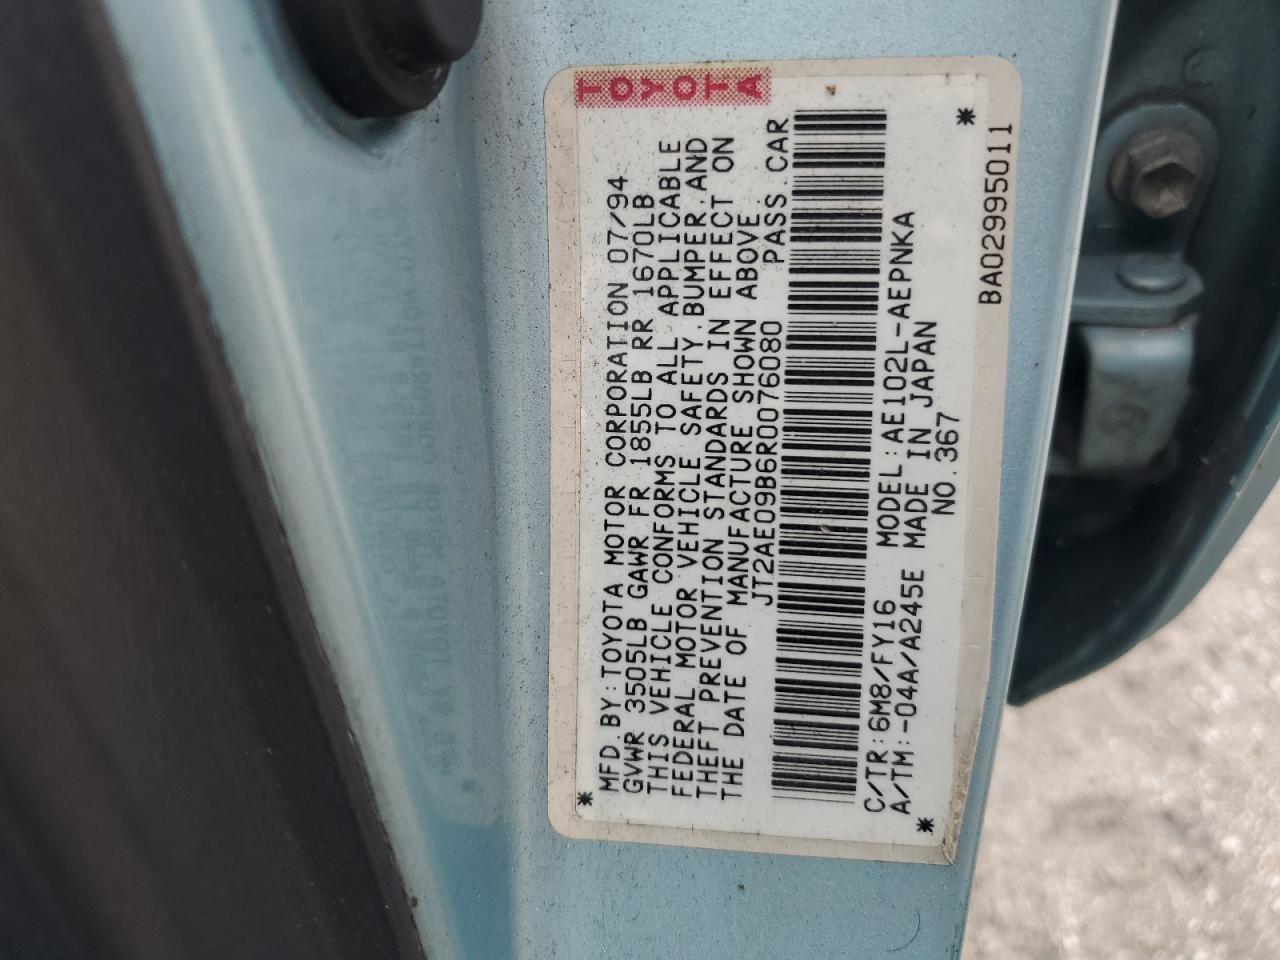 TOYOTA
* MFD.BY:TOYOTA MOTOR CORPORATION 07/94
GVWR 3505LB GAWR FR 1855LB RR 1670LB
THIS VEHICLE CONFORMS TO ALL APPLICABLE
FEDERAL MOTOR VEHICLE SAFETY,BUMPER,AND
THEFT PREVENTION STANDARDS IN EFFECT ON
THE DATE OF MANUFACTURE SHOWN ABOVE.
JT2AE09B6R0076080 PASS.CAR
C/TR:6M8/FY16 MODEL:AE102L-AEPNKA
A/TM:-04A/A245E MADE IN JAPAN
* NO.367 *
BA02995011